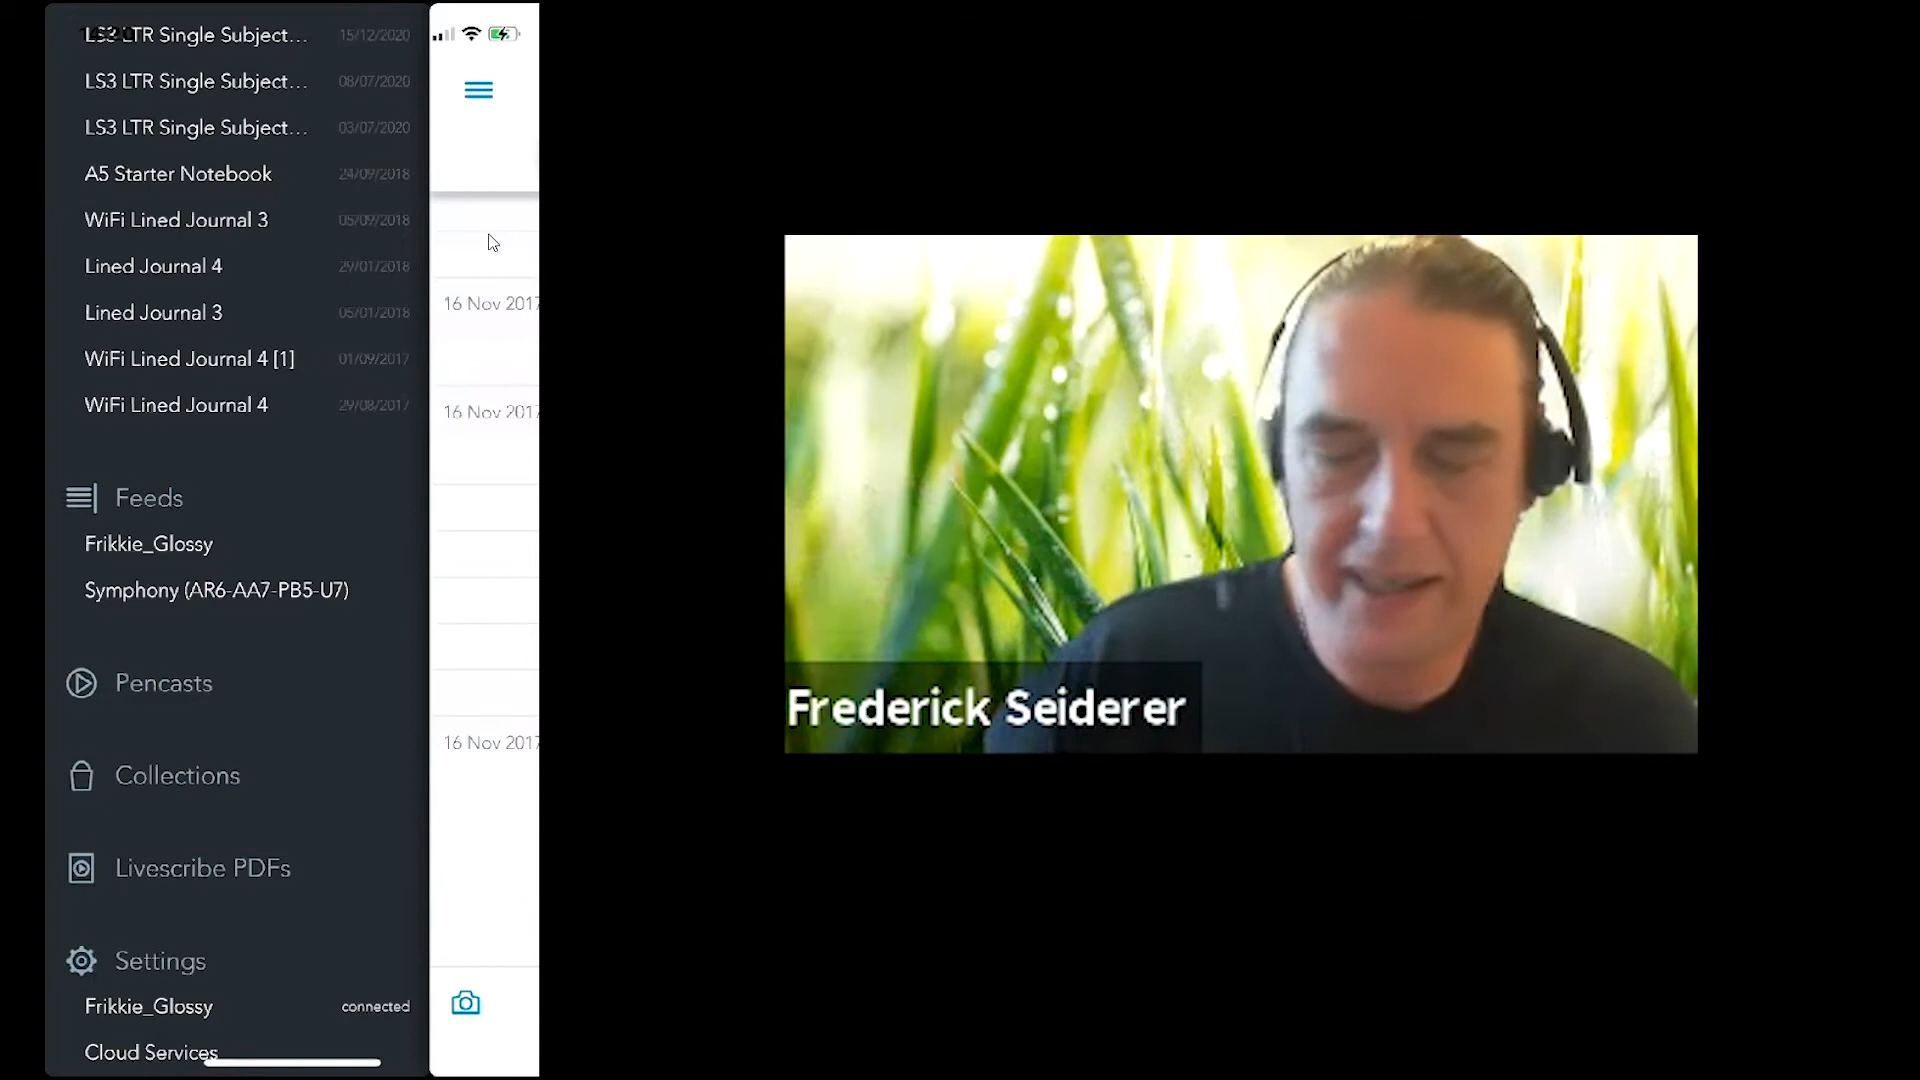 LS3 LTR Single Subject... 15/12/2020
LS3 LTR Single Subject... 08/07/2020
LS3 LTR Single Subject... 03/07/2020
A5 Starter Notebook 24/09/2018
WiFi Lined Journal 3 05/09/2018
Lined Journal 4 29/01/2018
Lined Journal 3 05/01/2018
WiFi Lined Journal 4 [1] 01/09/2017
WiFi Lined Journal 4 29/08/2017
Feeds
Frikkie_Glossy
Symphony (AR6-AA7-PB5-U7)
Pencasts
Collections
Livescribe PDFs
Settings
Frikkie_Glossy connected
Cloud Services
16 Nov 2017
16 Nov 2017
16 Nov 2017
Frederick Seiderer